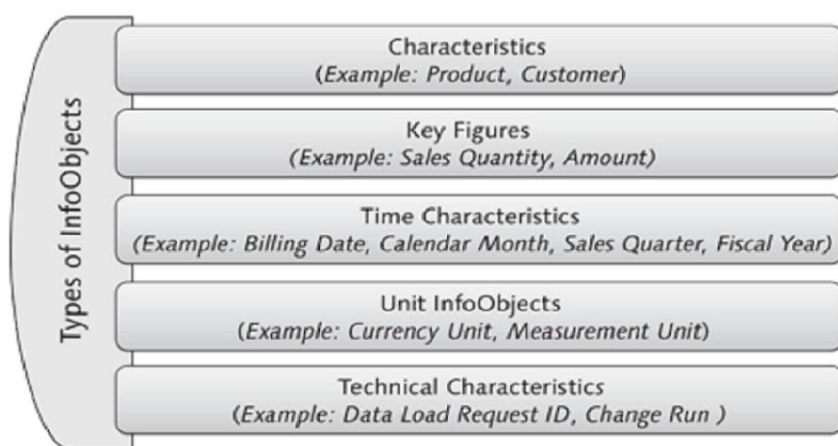 Types of InfoObjects
Characteristics
(Example: Product, Customer)
Key Figures
(Example: Sales Quantity, Amount)
Time Characteristics
(Example: Billing Date, Calendar Month, Sales Quarter, Fiscal Year)
Unit InfoObjects
(Example: Currency Unit, Measurement Unit)
Technical Characteristics
(Example: Data Load Request ID, Change Run )